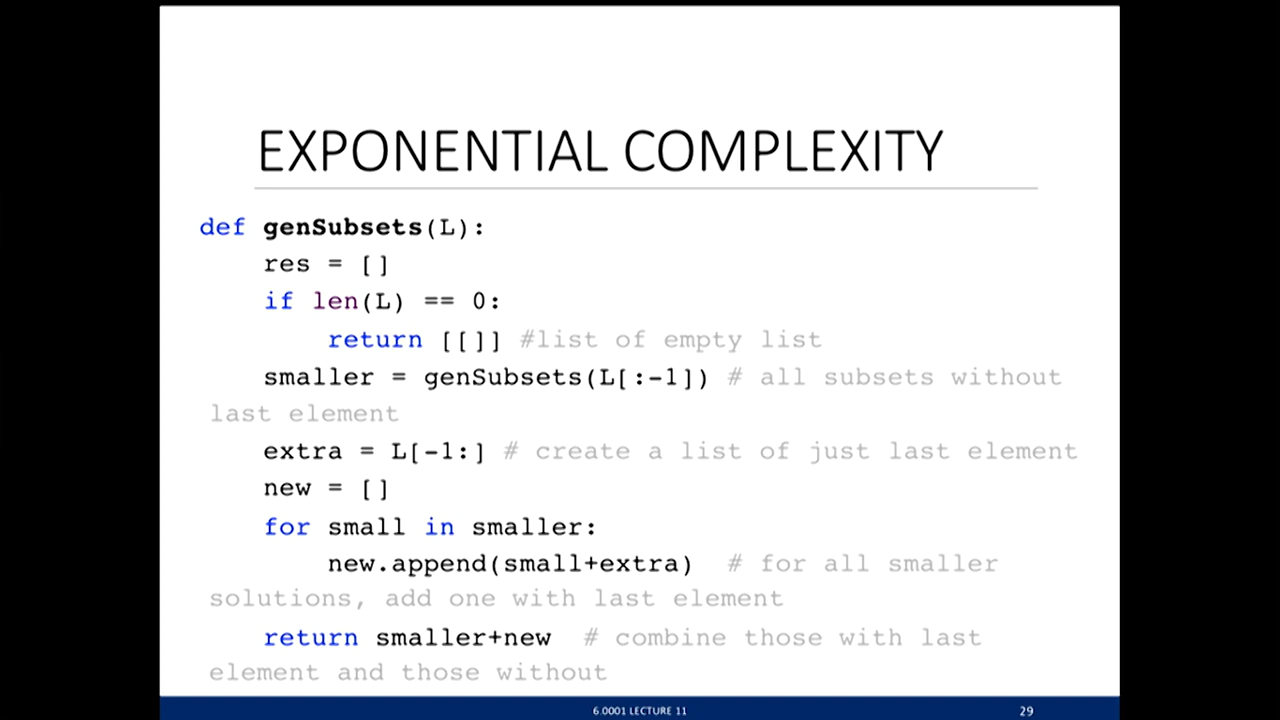 EXPONENTIAL COMPLEXITY
def genSubsets(L):
res = []
if len(L) == 0:
return [[]] #list of empty list
smaller = genSubsets(L[:-1]) # all subsets without
last element
extra = L[-1:] # create a list of just last element
new = []
for small in smaller:
new.append(small+extra) # for all smaller
solutions, add one with last element
return smaller+new # combine those with last
element and those without
6.0001 LECTURE 11
29